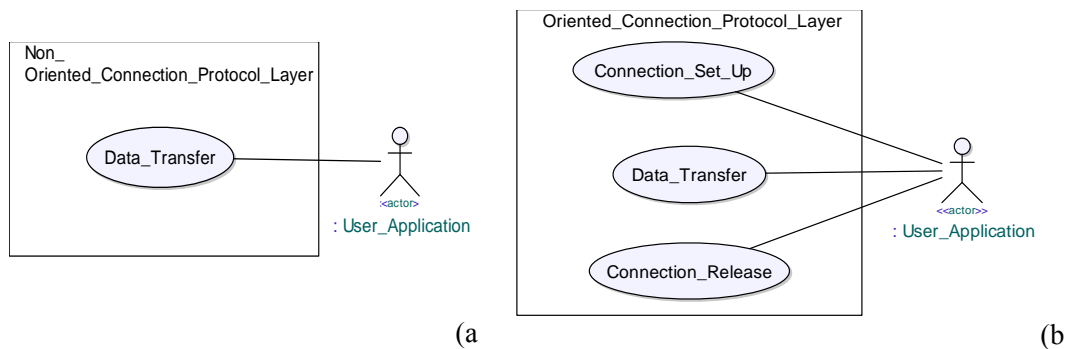 Non_
Oriented_Connection_Protocol_Layer
Data_Transfer
:<actor>
: User_Application
(a
Oriented_Connection_Protocol_Layer
Connection_Set_Up
Data_Transfer
Connection_Release
<<actor>>
: User_Application
(b